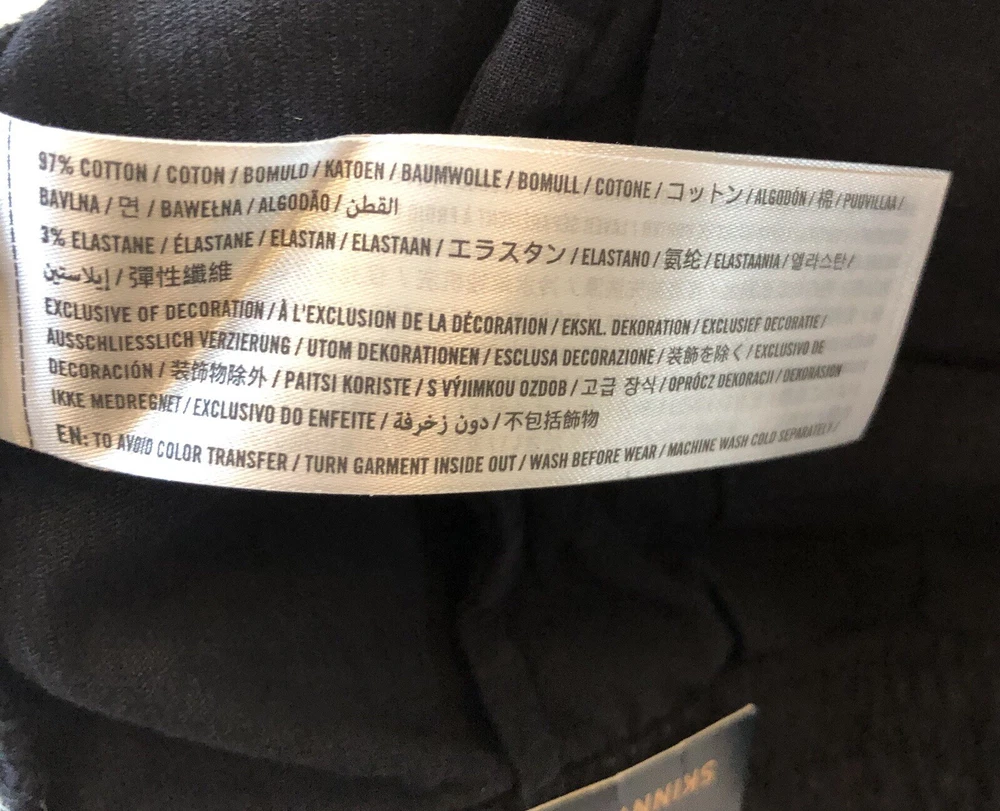 97% COTTON / COTON / BOMULD / KATOEN / BAUMWOLLE / BOMULL / COTONE / コットン / ALGODÓN / 棉 / PUUVILLAA /
BAVLNA / 면 / BAWEŁNA / ALGODÃO / القطن
3% ELASTANE / ÉLASTANE / ELASTAN / ELASTAAN / エラスタン / ELASTANO / 氨纶 / ELASTAANIA / 엘라스탄 /
إيلاستين / 彈性纖維
EXCLUSIVE OF DECORATION / À L'EXCLUSION DE LA DÉCORATION / EKSKL. DEKORATION / EXCLUSIEF DECORATIE /
AUSSCHLIESSLICH VERZIERUNG / UTOM DEKORATIONEN / ESCLUSA DECORAZIONE / 装飾を除く / EXCLUSIVO DE
DECORACIÓN / 装饰物除外 / PAITSI KORISTE / S VÝJIMKOU OZDOB / 고급 장식 / OPRÓCZ DEKORACJI / DEKORASJON
IKKE MEDREGNET / EXCLUSIVO DO ENFEITE / دون زخرفة / 不包括飾物
EN: TO AVOID COLOR TRANSFER / TURN GARMENT INSIDE OUT / WASH BEFORE WEAR / MACHINE WASH COLD SEPARATELY /
SKINNY